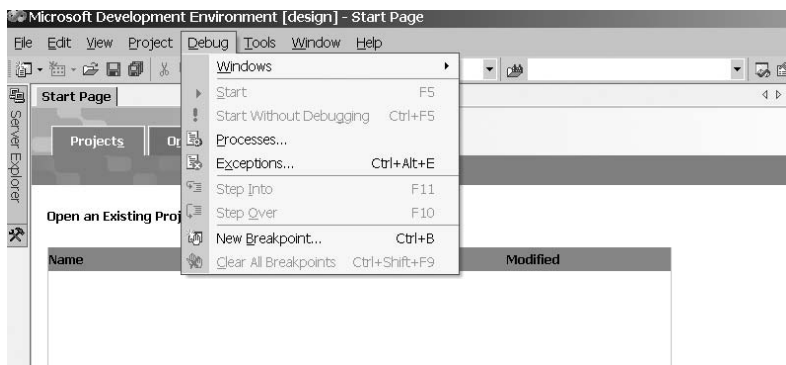 Microsoft Development Environment [design] - Start Page
File Edit View Project Debug Tools Window Help
Windows
Start Page
Start F5
Start Without Debugging Ctrl+F5
Projects
Processes...
Server Explorer
Exceptions... Ctrl+Alt+E
Step Into F11
Open an Existing Proj
Step Over F10
New Breakpoint... Ctrl+B
Name
Clear All Breakpoints Ctrl+Shift+F9
Modified